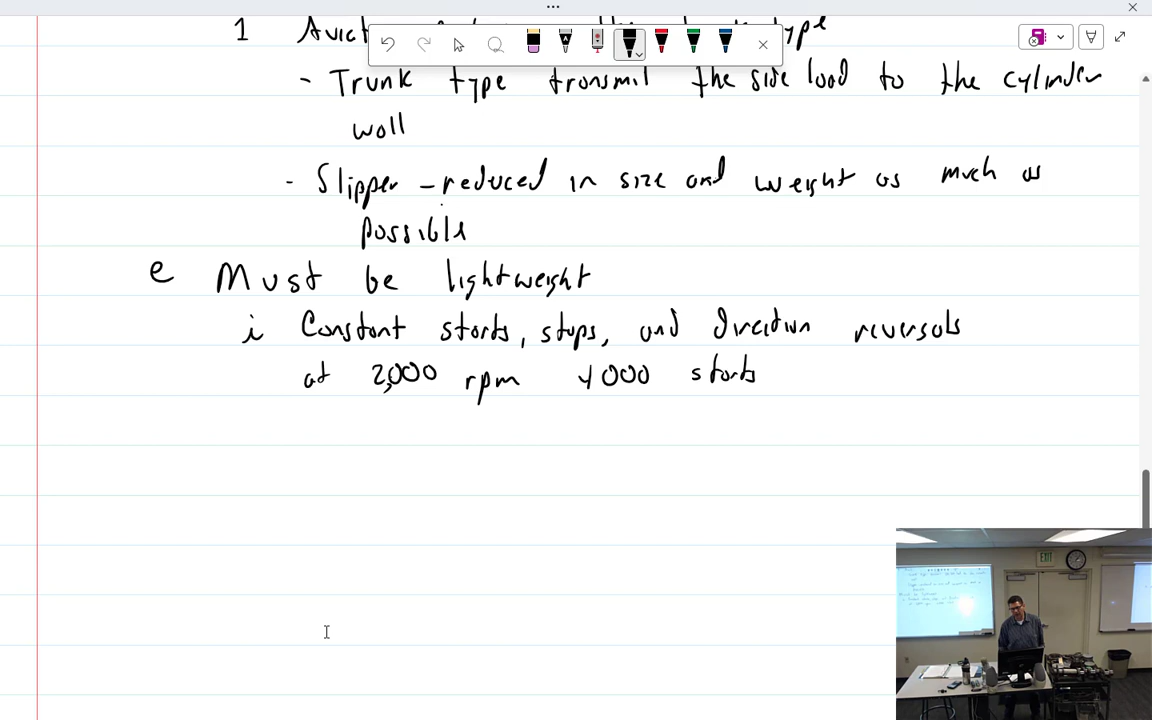 1
- Trunk type transmit the side load to the cylinder
wall
- Slipper - reduced in size and weight as much as
possible
e Must be lightweight
i Constant starts, stops, and direction reversals
at 2,000 rpm 4000 starts
EXIT